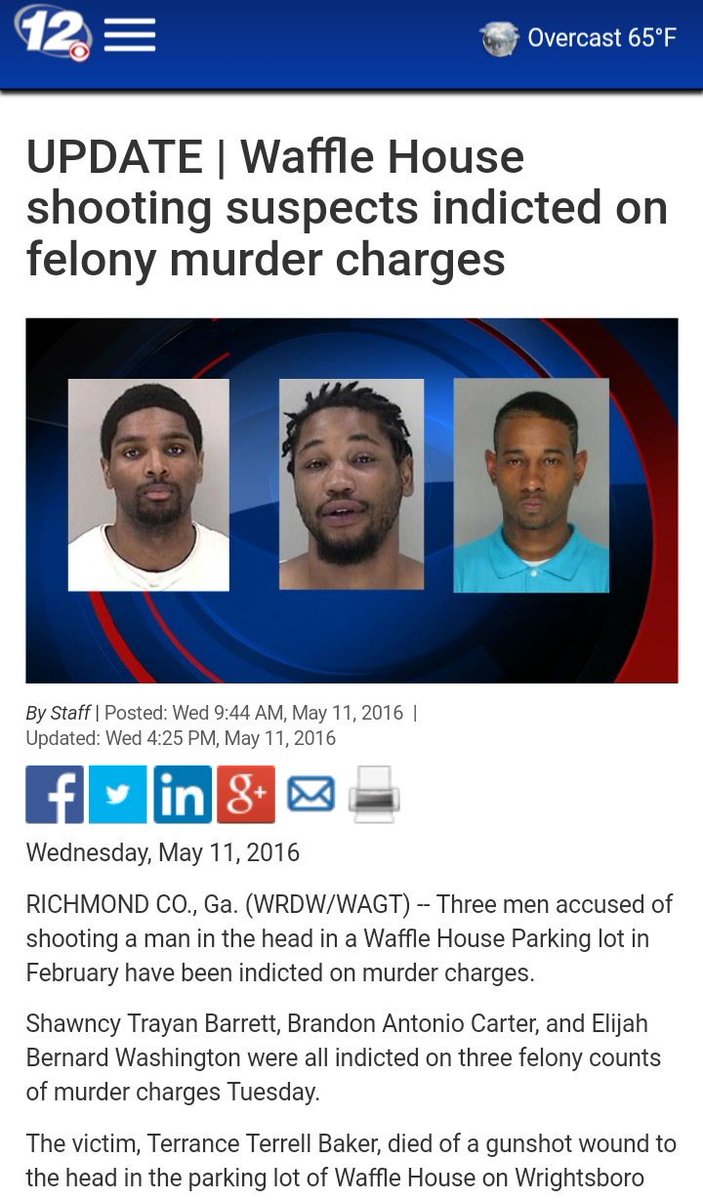 12
Overcast 65°F
UPDATE | Waffle House
shooting suspects indicted on
felony murder charges
By Staff | Posted: Wed 9:44 AM, May 11, 2016 |
Updated: Wed 4:25 PM, May 11, 2016
f in g+
Wednesday, May 11, 2016
RICHMOND CO., Ga. (WRDW/WAGT) -- Three men accused of
shooting a man in the head in a Waffle House Parking lot in
February have been indicted on murder charges.
Shawncy Trayan Barrett, Brandon Antonio Carter, and Elijah
Bernard Washington were all indicted on three felony counts
of murder charges Tuesday.
The victim, Terrance Terrell Baker, died of a gunshot wound to
the head in the parking lot of Waffle House on Wrightsboro